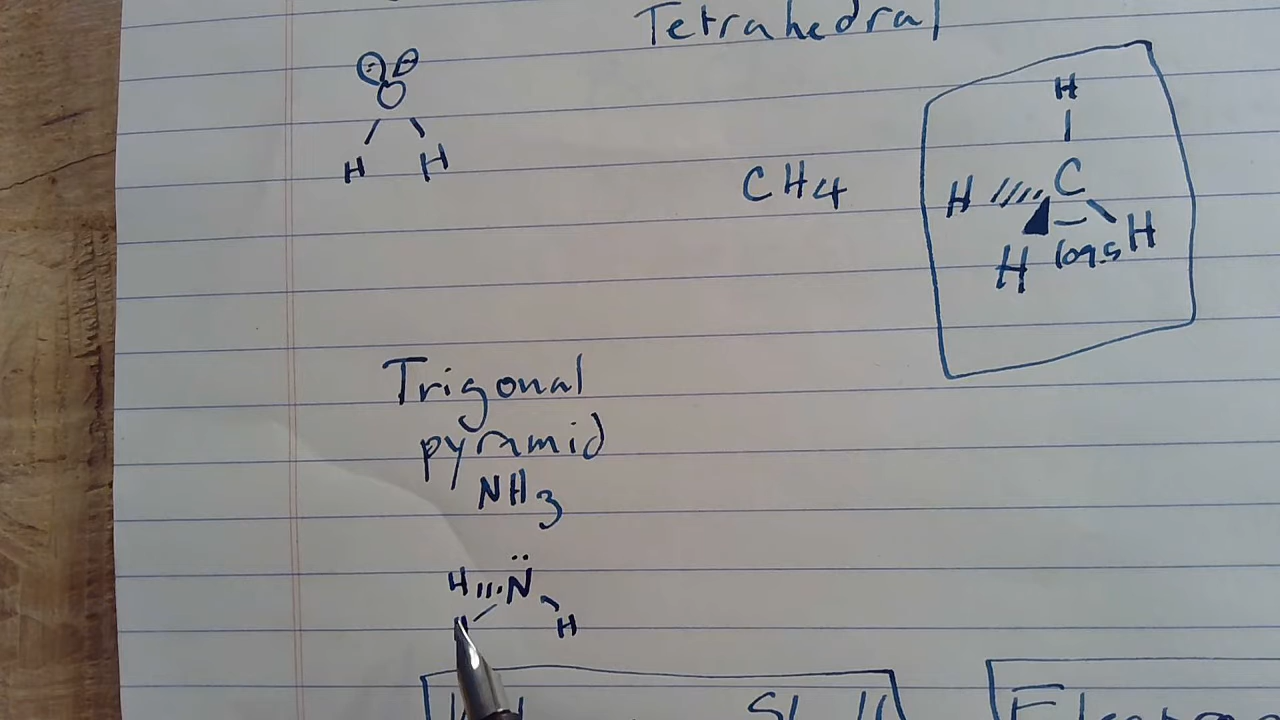 Tetrahedral
O
H H
CH4
H
H C
H 109.5 H
Trigonal
pyramid
NH3
H N
H